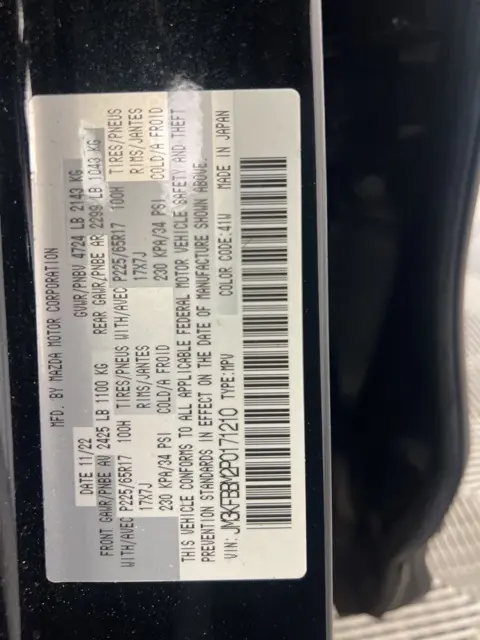 MFD. BY MAZDA MOTOR CORPORATION
DATE 11/22 GVWR/PNBV 4724 LB 2143 KG
FRONT GAWR/PNBE AV 2425 LB 1100 KG REAR GAWR/PNBE AR 2299 LB 1043 KG
WITH/AVEC P225/65R17 100H TIRES/PNEUS WITH/AVEC P225/65R17 100H TIRES/PNEUS
17X7J RIMS/JANTES 17X7J RIMS/JANTES
230 KPA/34 PSI COLD/A FROID 230 KPA/34 PSI COLD/A FROID
THIS VEHICLE CONFORMS TO ALL APPLICABLE FEDERAL MOTOR VEHICLE SAFETY AND THEFT
PREVENTION STANDARDS IN EFFECT ON THE DATE OF MANUFACTURE SHOWN ABOVE.
VIN: JM3KFBBM2P0171210 TYPE:MPV COLOR CODE:41W MADE IN JAPAN